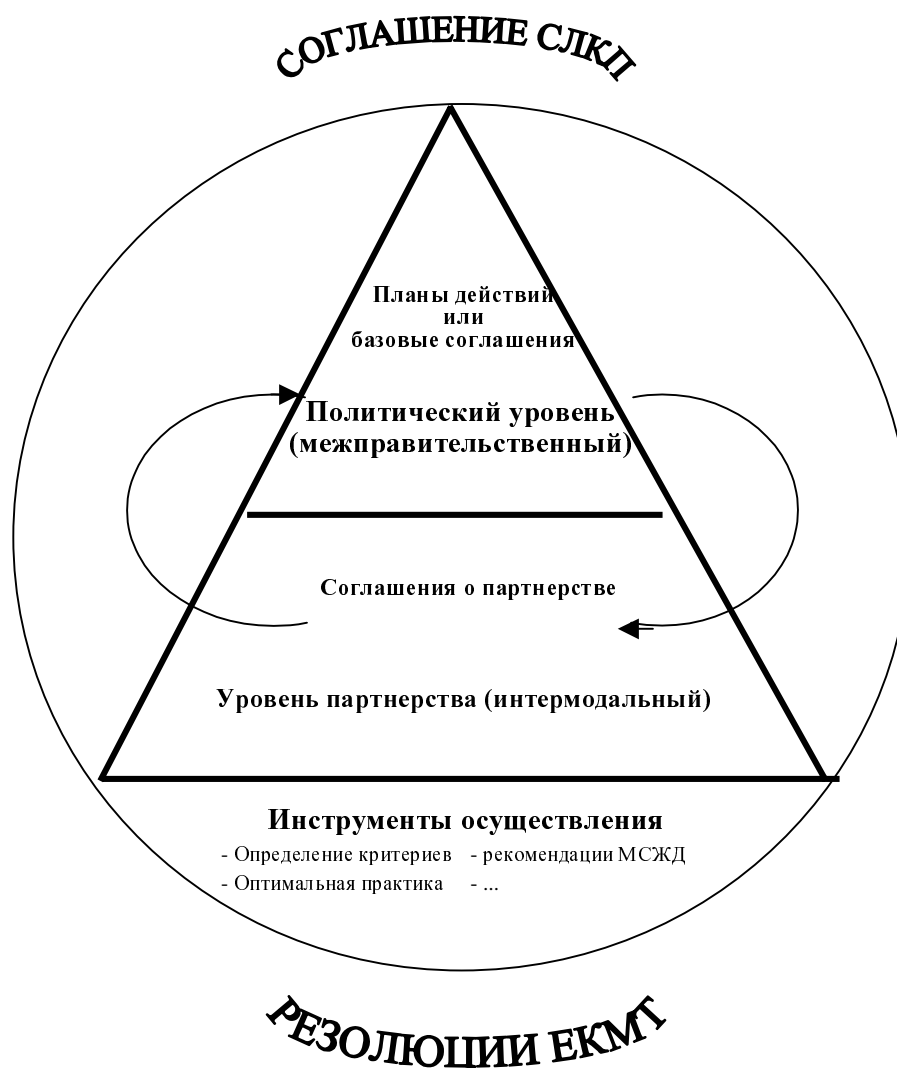 СОГЛАШЕНИЕ СЛКП
Планы действий
или
базовые соглашения
Политический уровень
(межправительственный)
Соглашения о партнерстве
Уровень партнерства (интермодальный)
Инструменты осуществления
- Определение критериев - рекомендации МСЖД
- Оптимальная практика - ...
РЕЗОЛЮЦИИ ЕКМТ